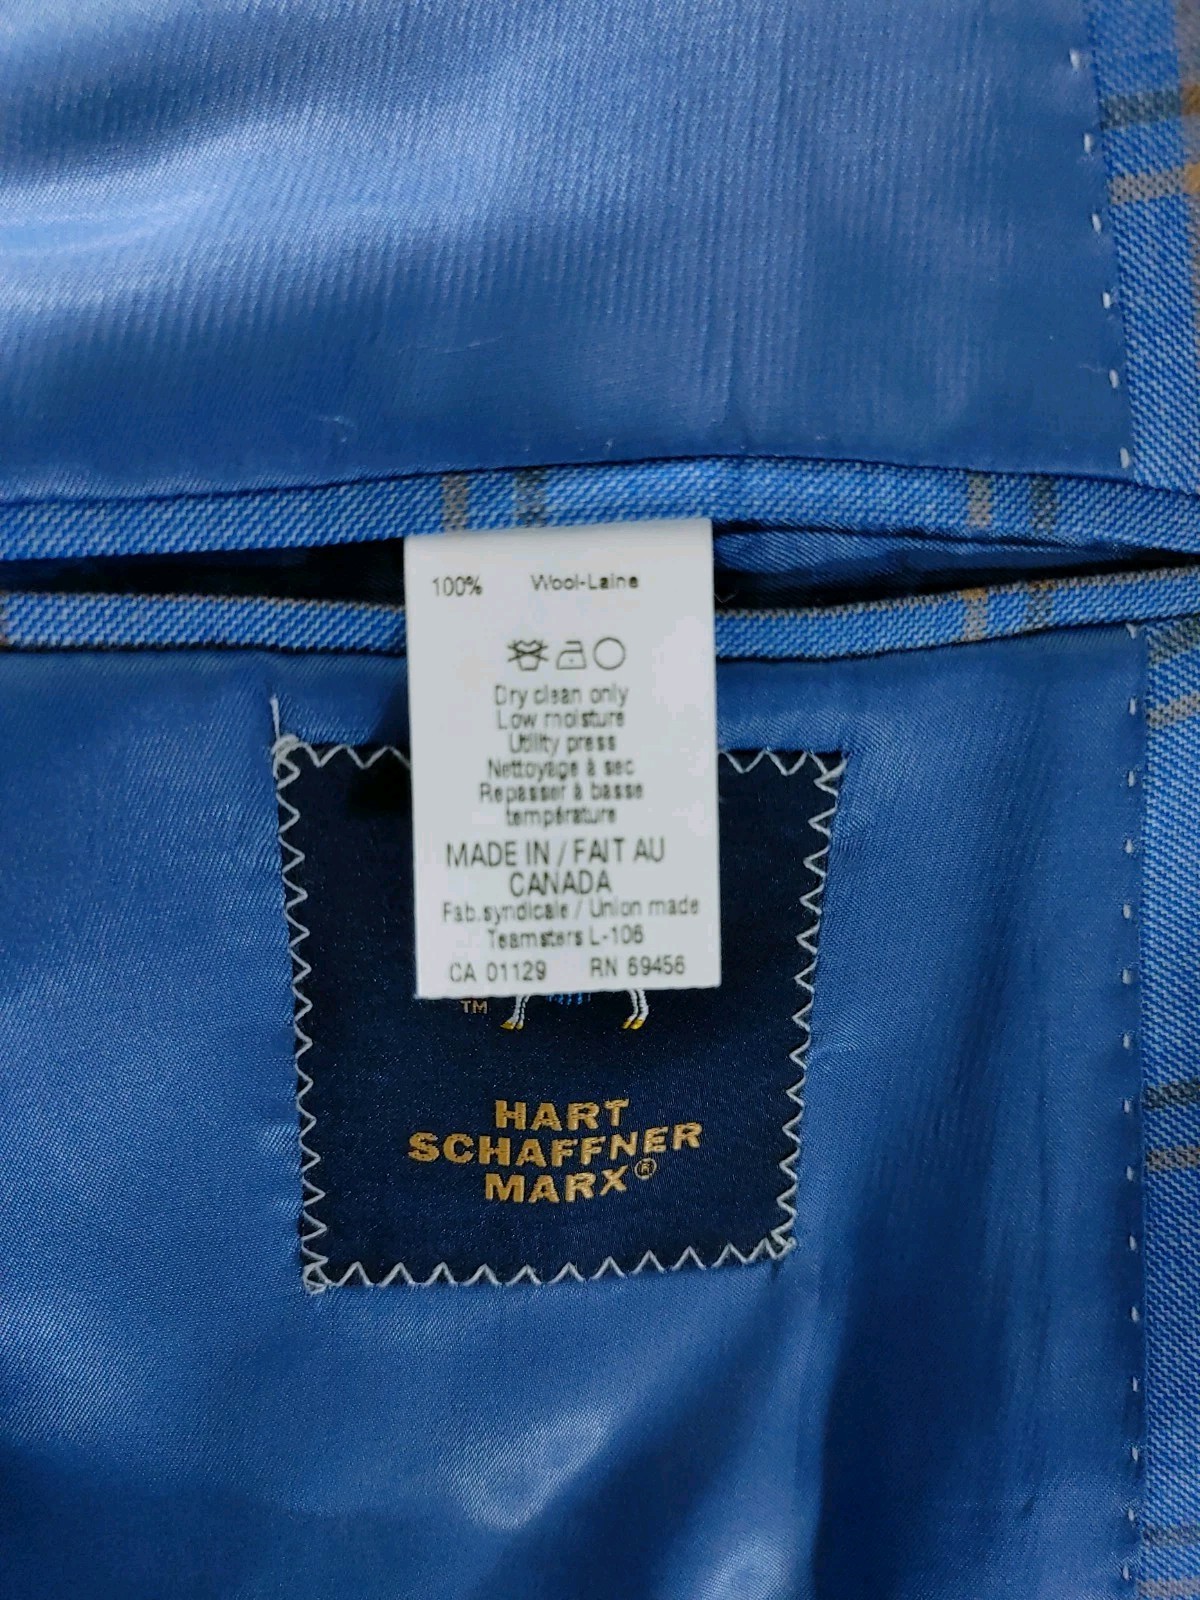 100% Wool-Laine
Dry clean only
Low moisture
Utility press
Nettoyage à sec
Repasser à basse
température
MADE IN / FAIT AU
CANADA
Fab.syndicale / Union made
Teamsters L-106
CA 01129 RN 69456
TM
HART
SCHAFFNER
MARX®